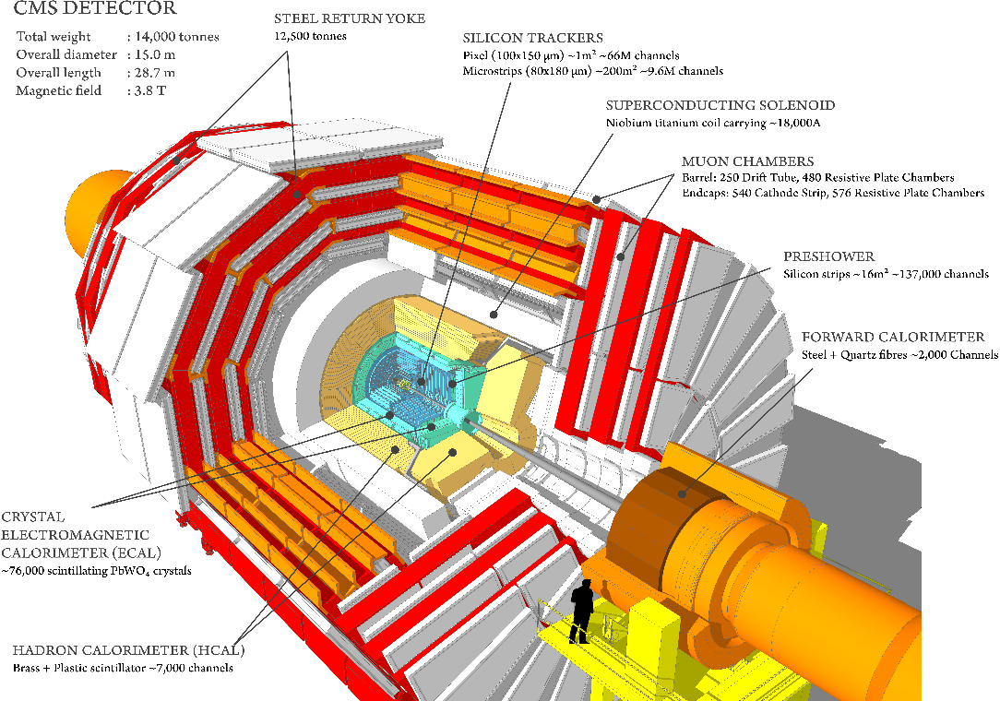 CMS DETECTOR
Total weight : 14,000 tonnes
Overall diameter : 15.0 m
Overall length : 28.7 m
Magnetic field : 3.8 T
STEEL RETURN YOKE
12,500 tonnes
SILICON TRACKERS
Pixel (100x150 μm) ~1m² ~66M channels
Microstrips (80x180 μm) ~200m² ~9.6M channels
SUPERCONDUCTING SOLENOID
Niobium titanium coil carrying ~18,000A
MUON CHAMBERS
Barrel: 250 Drift Tube, 480 Resistive Plate Chambers
Endcaps: 540 Cathode Strip, 576 Resistive Plate Chambers
PRESHOWER
Silicon strips ~16m² ~137,000 channels
FORWARD CALORIMETER
Steel + Quartz fibres ~2,000 Channels
CRYSTAL
ELECTROMAGNETIC
CALORIMETER (ECAL)
~76,000 scintillating PbWO₄ crystals
HADRON CALORIMETER (HCAL)
Brass + Plastic scintillator ~7,000 channels